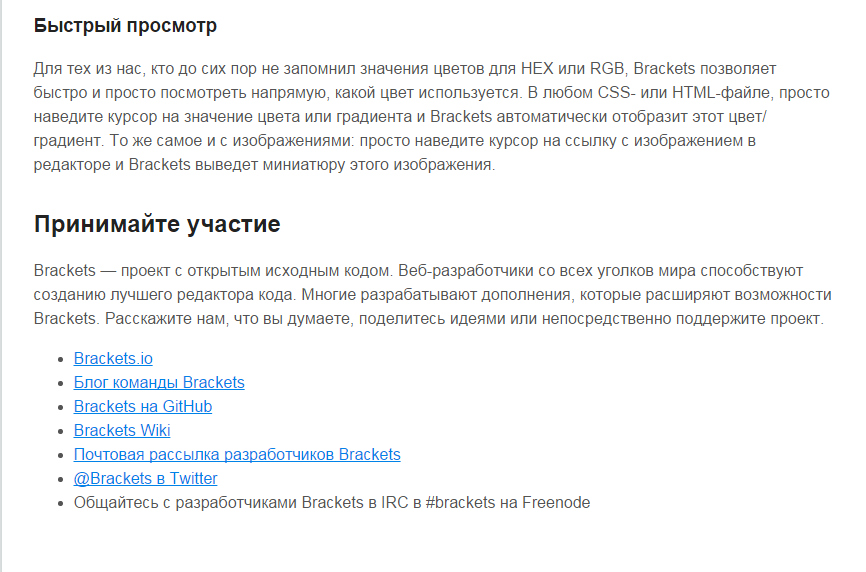 Быстрый просмотр
Для тех из нас, кто до сих пор не запомнил значения цветов для HEX или RGB, Brackets позволяет
быстро и просто посмотреть напрямую, какой цвет используется. В любом CSS- или HTML-файле, просто
наведите курсор на значение цвета или градиента и Brackets автоматически отобразит этот цвет/
градиент. То же самое и с изображениями: просто наведите курсор на ссылку с изображением в
редакторе и Brackets выведет миниатюру этого изображения.
Принимайте участие
Brackets — проект с открытым исходным кодом. Веб-разработчики со всех уголков мира способствуют
созданию лучшего редактора кода. Многие разрабатывают дополнения, которые расширяют возможности
Brackets. Расскажите нам, что вы думаете, поделитесь идеями или непосредственно поддержите проект.
• Brackets.io
• Блог команды Brackets
• Brackets на GitHub
• Brackets Wiki
• Почтовая рассылка разработчиков Brackets
• @Brackets в Twitter
• Общайтесь с разработчиками Brackets в IRC в #brackets на Freenode